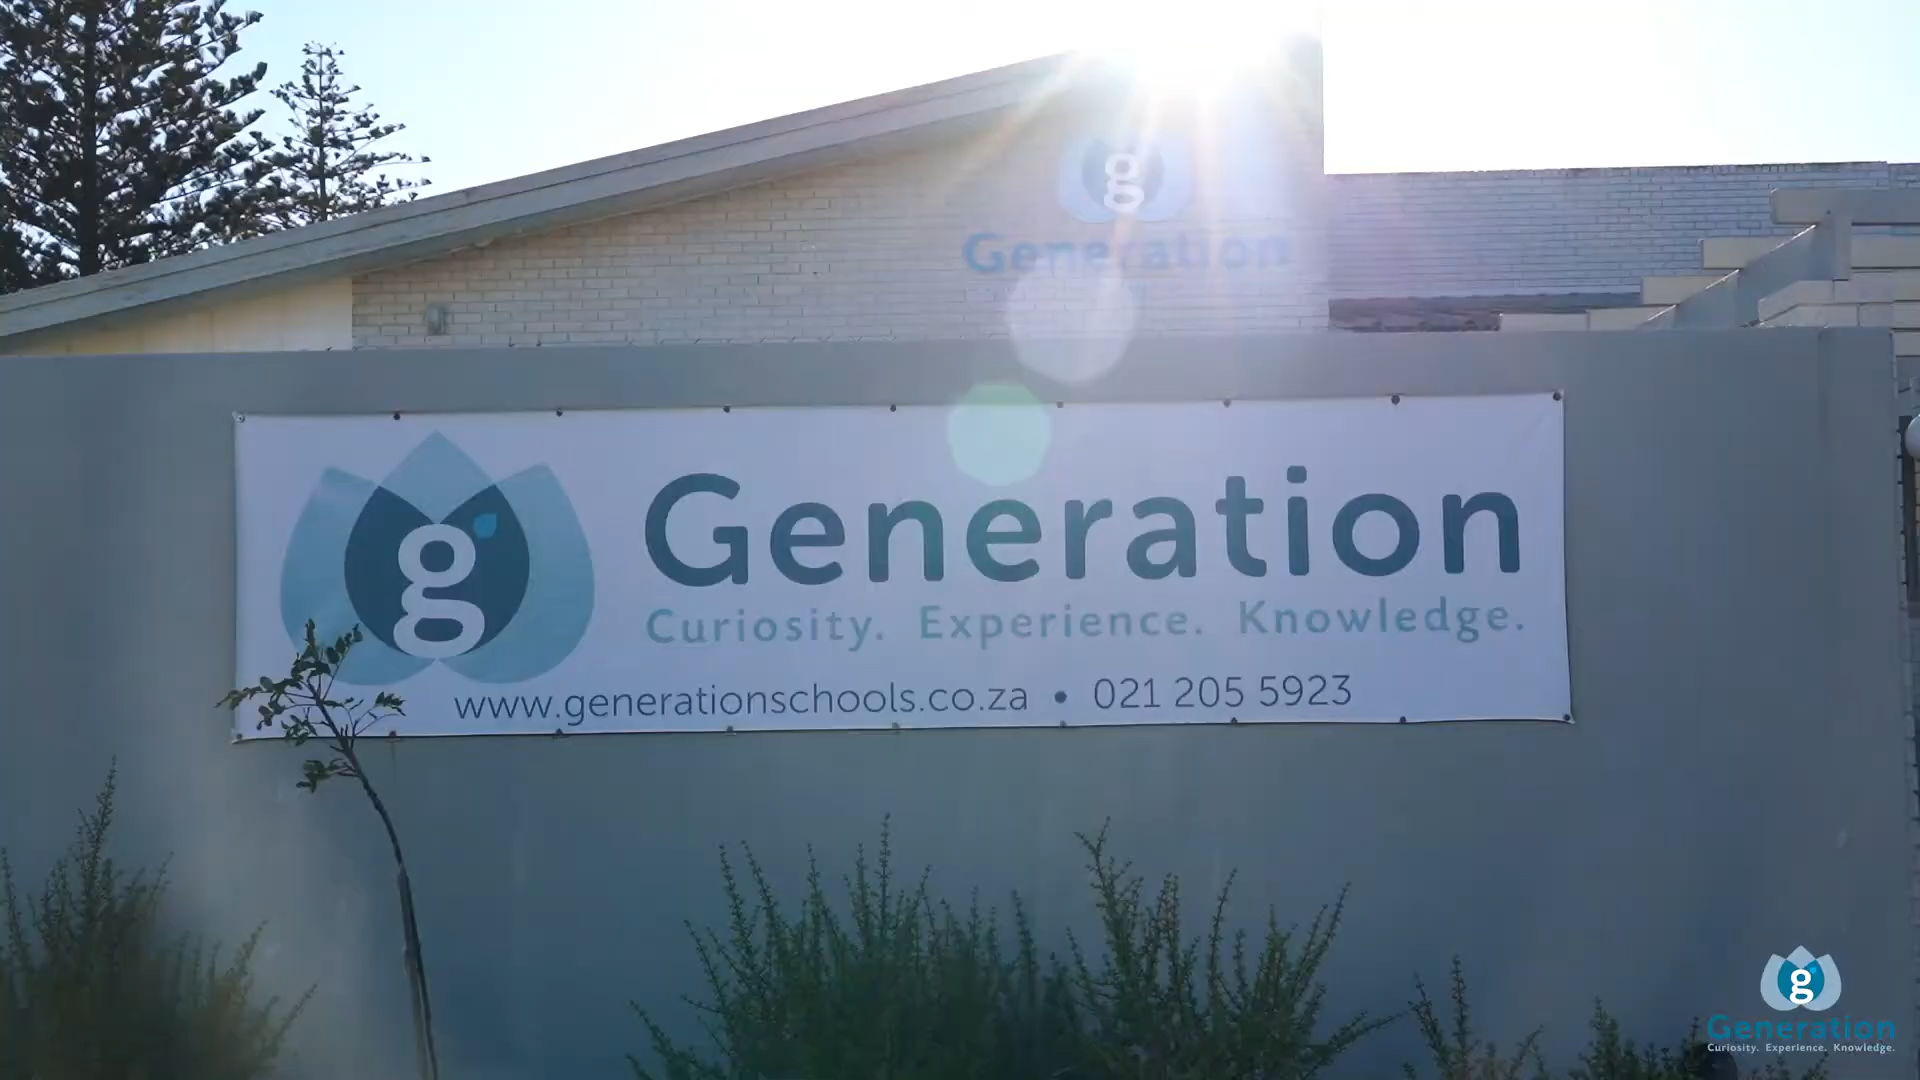 g
Generation
g
Generation
Curiosity. Experience. Knowledge.
www.generationschools.co.za • 021 205 5923
g
Generation
Curiosity. Experience. Knowledge.